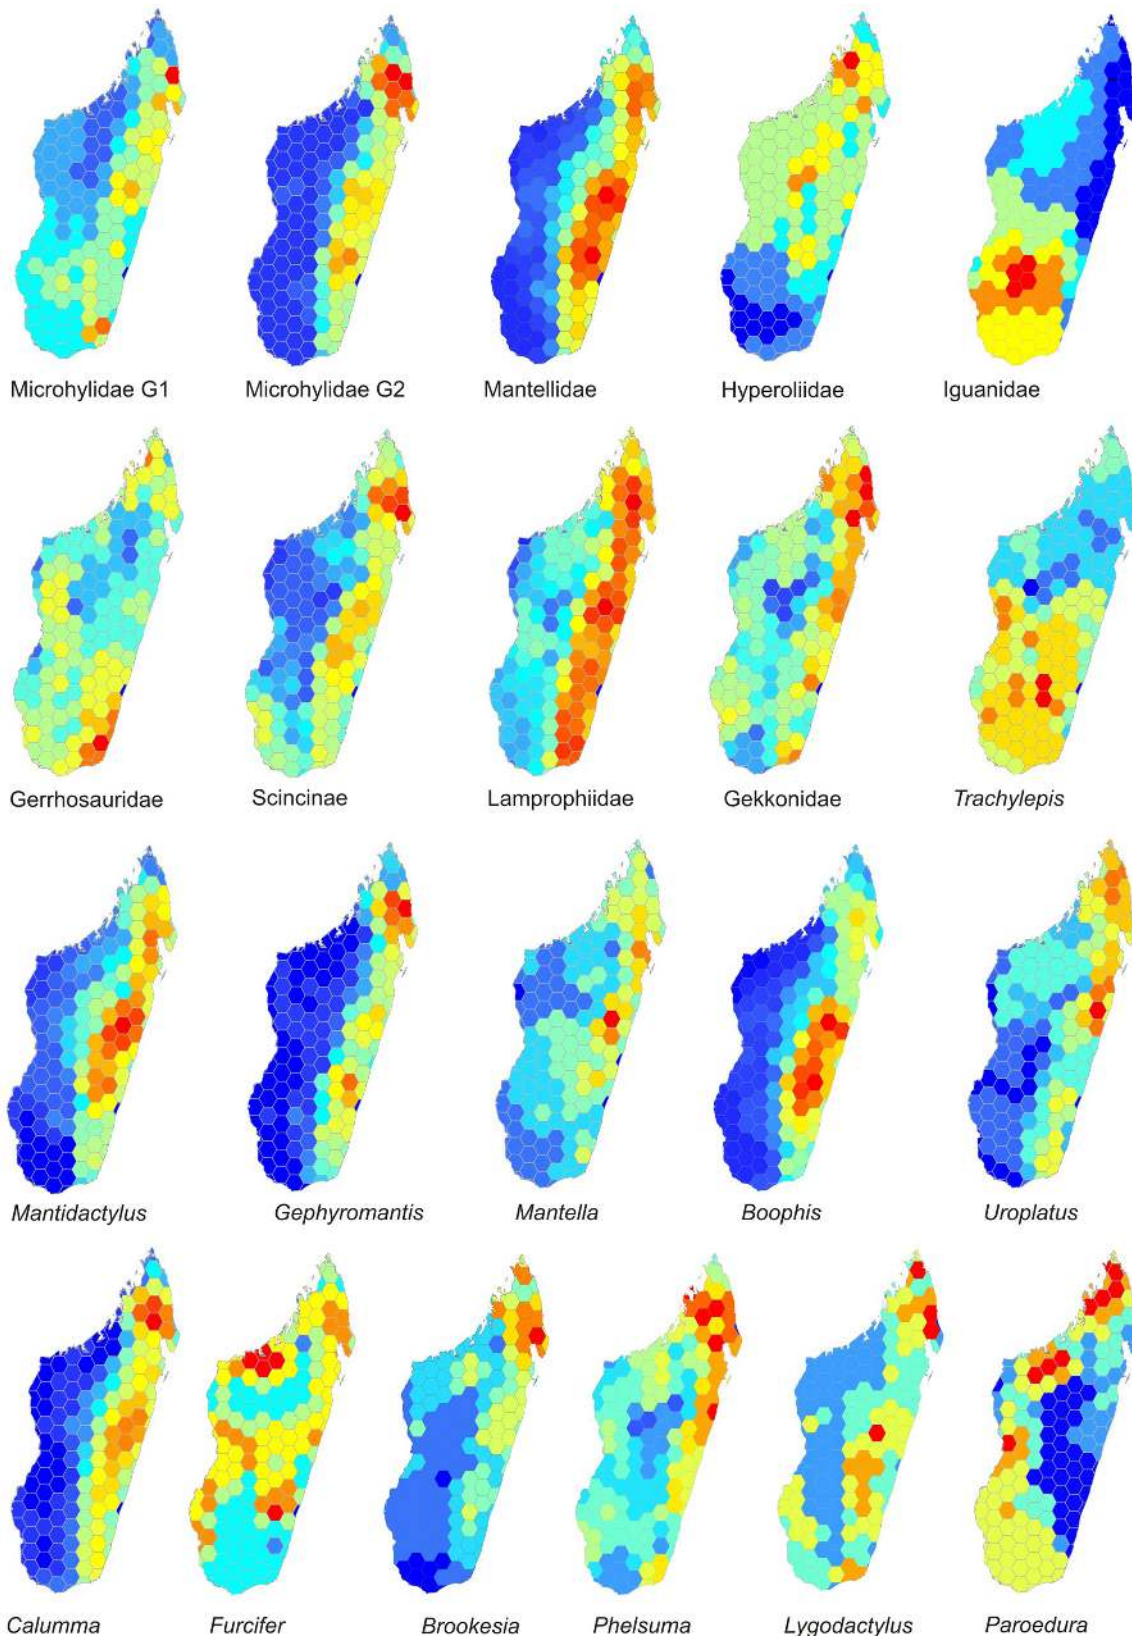 Microhylidae G1 Microhylidae G2 Mantellidae Hyperoliidae Iguanidae
Gerrhosauridae Scincinae Lamprophiidae Gekkonidae Trachylepis
Mantidactylus Gephyromantis Mantella Boophis Uroplatus
Calumma Furcifer Brookesia Phelsuma Lygodactylus Paroedura